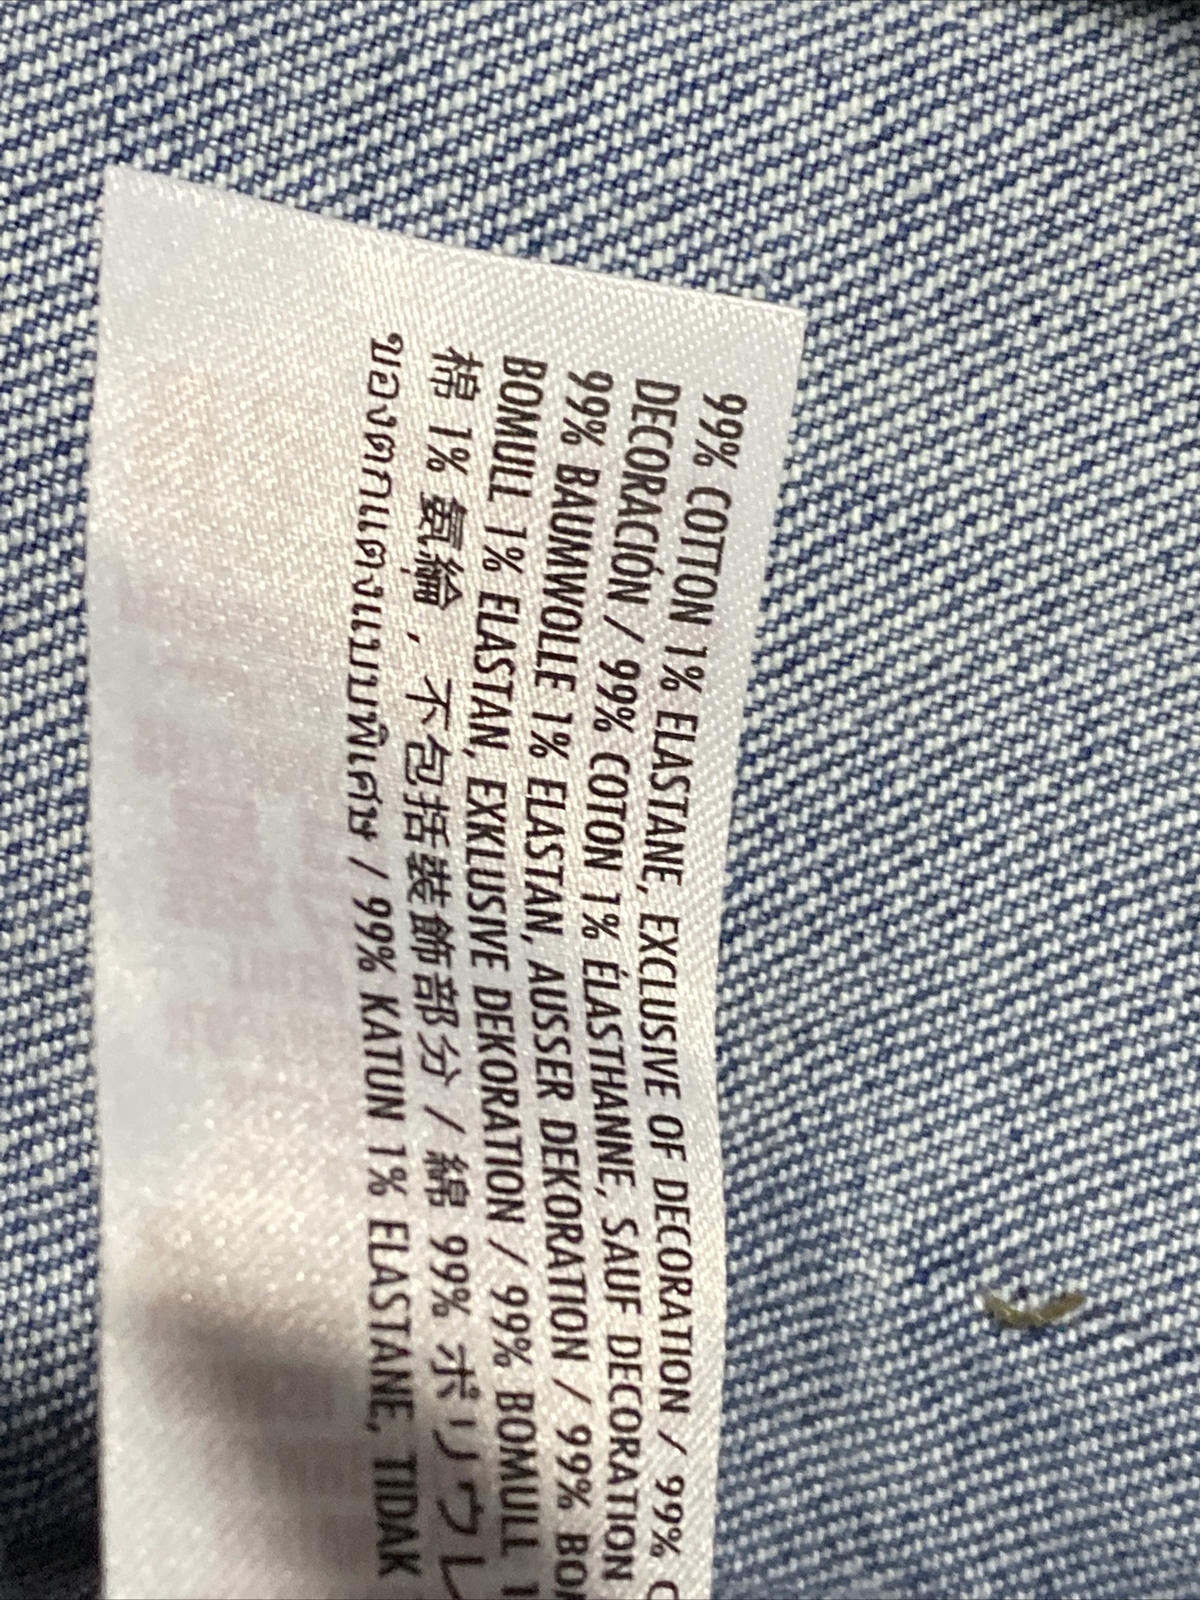 99% COTTON 1% ELASTANE, EXCLUSIVE OF DECORATION / 99%
DECORACIÓN / 99% COTON 1% ÉLASTHANNE, SAUF DECORATION
99% BAUMWOLLE 1% ELASTAN, AUSSER DEKORATION / 99%
BOMULL 1% ELASTAN, EXKLUSIVE DEKORATION / 99% BOMULL
棉 1% 氨綸，不包括裝飾部分 / 綿 99% ポリウレ
ของตกแตงแบบพิเศษ / 99% KATUN 1% ELASTANE, TIDAK